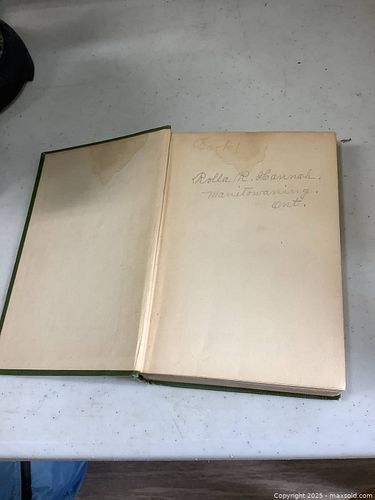 Rolla R. Hannah.
Manitowaning.
Ont.
Copyright 2025 - maxsold.com